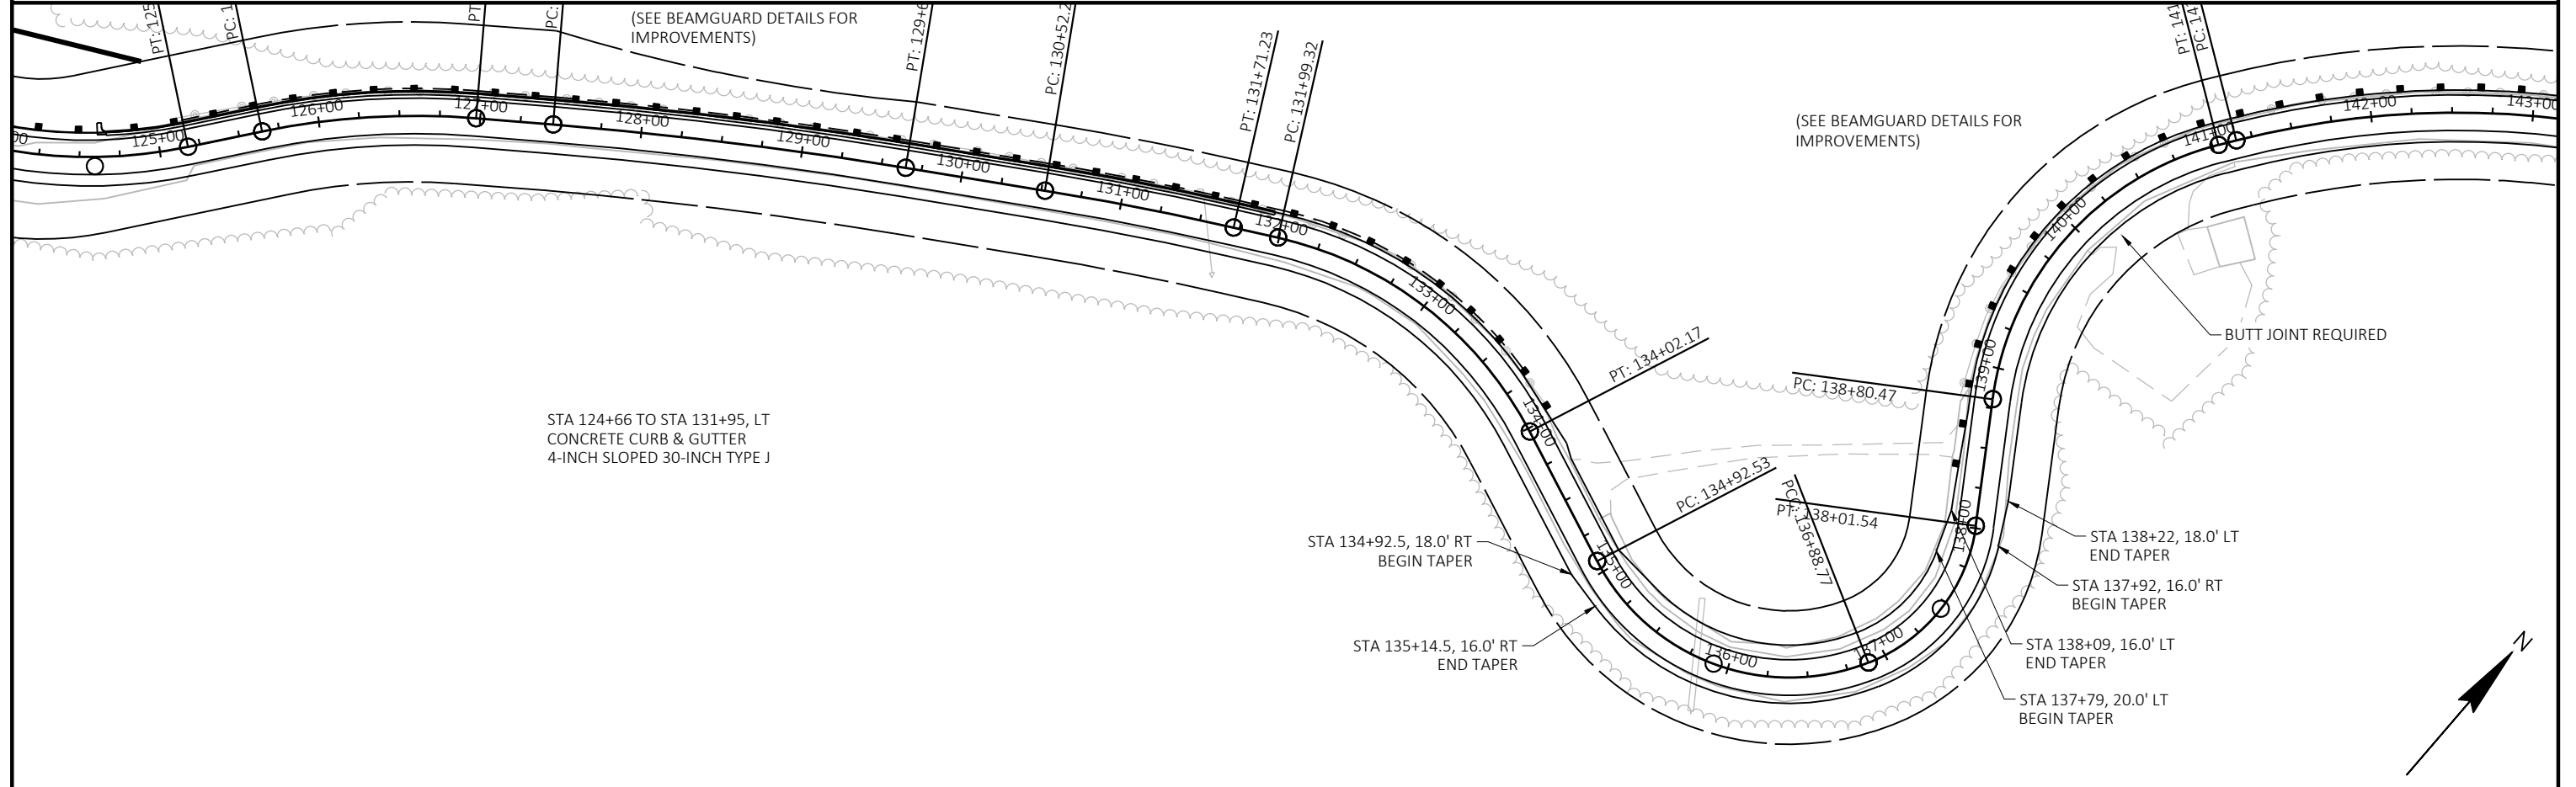 (SEE BEAMGUARD DETAILS FOR
IMPROVEMENTS)
PT: 131+71.23
PC: 131+99.32
PC: 130+52.2
PT: 129+6
126+00
127+00
125+00
128+00
129+00
130+00
131+00
132+00
133+00
134+00
135+00
136+00
137+00
138+00
139+00
140+00
141+00
142+00
143+00
(SEE BEAMGUARD DETAILS FOR
IMPROVEMENTS)
BUTT JOINT REQUIRED
PT: 134+02.17
PC: 138+80.47
STA 124+66 TO STA 131+95, LT
CONCRETE CURB & GUTTER
4-INCH SLOPED 30-INCH TYPE J
PC: 134+92.53
PCC: 136+88.77
PT: 138+01.54
STA 134+92.5, 18.0' RT
BEGIN TAPER
STA 135+14.5, 16.0' RT
END TAPER
STA 138+22, 18.0' LT
END TAPER
STA 137+92, 16.0' RT
BEGIN TAPER
STA 138+09, 16.0' LT
END TAPER
STA 137+79, 20.0' LT
BEGIN TAPER
N